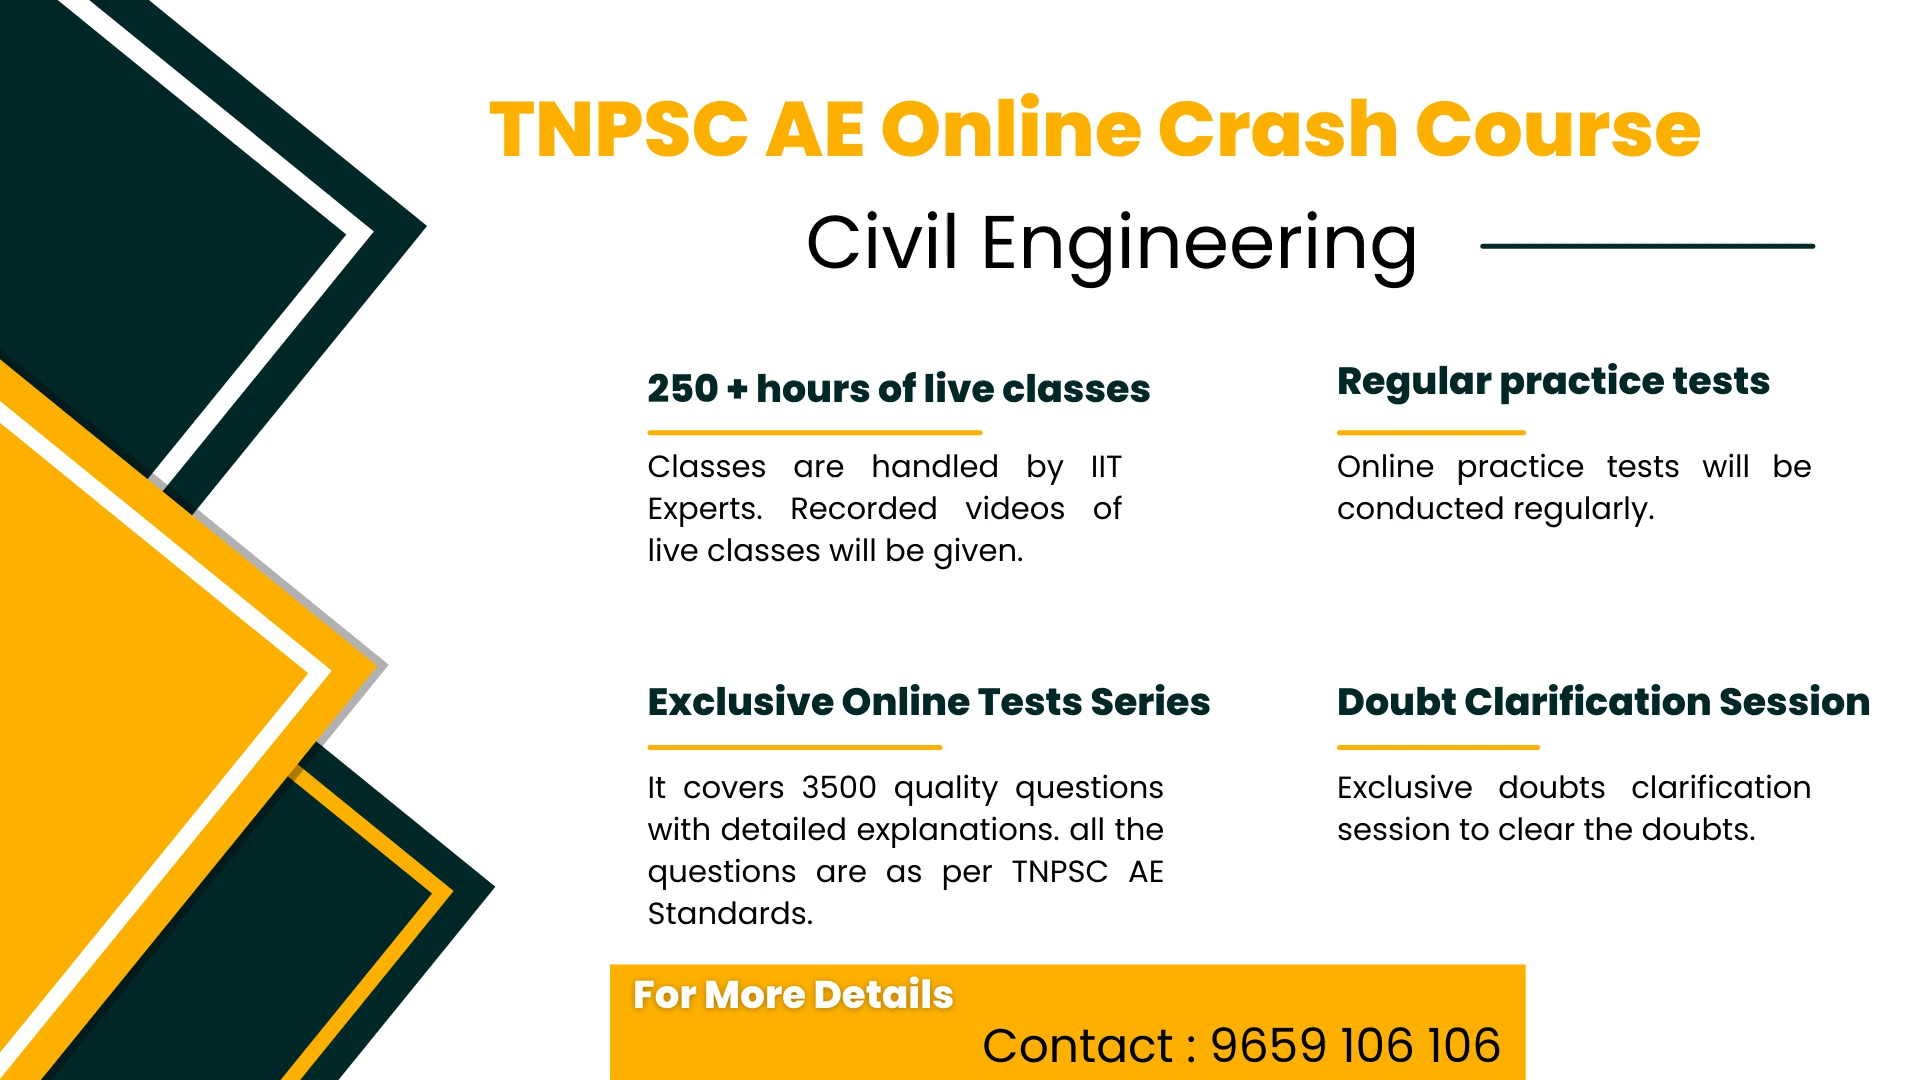 TNPSC AE Online Crash Course
Civil Engineering
250 + hours of live classes
Classes are handled by IIT
Experts. Recorded videos of
live classes will be given.
Regular practice tests
Online practice tests will be
conducted regularly.
Exclusive Online Tests Series
It covers 3500 quality questions
with detailed explanations. all the
questions are as per TNPSC AE
Standards.
Doubt Clarification Session
Exclusive doubts clarification
session to clear the doubts.
For More Details
Contact : 9659 106 106